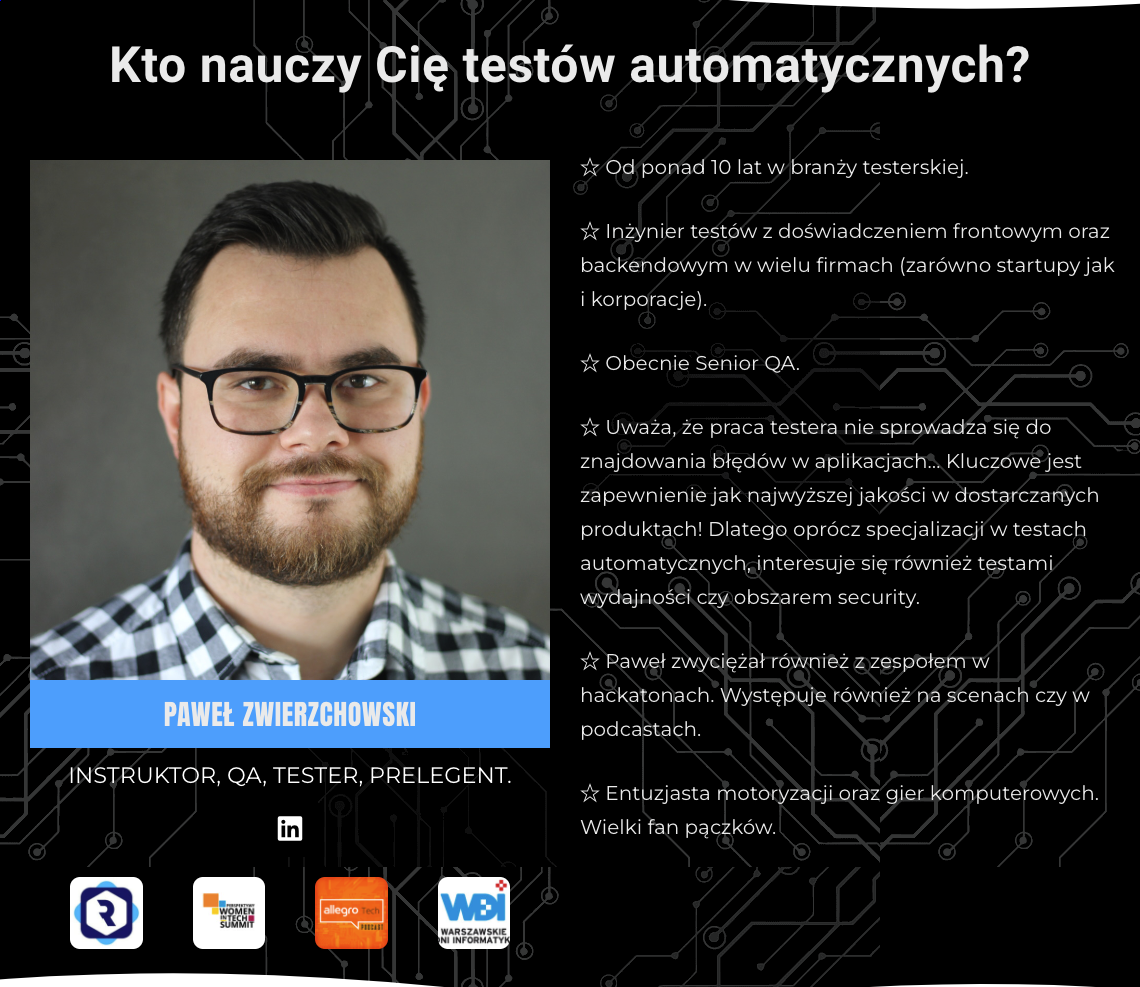 Kto nauczy Cię testów automatycznych?
☆ Od ponad 10 lat w branży testerskiej.
☆ Inżynier testów z doświadczeniem frontowym oraz
backendowym w wielu firmach (zarówno startupy jak
i korporacje).
☆ Obecnie Senior QA.
☆ Uważa, że praca testera nie sprowadza się do
znajdowania błędów w aplikacjach... Kluczowe jest
zapewnienie jak najwyższej jakości w dostarczanych
produktach! Dlatego oprócz specjalizacji w testach
automatycznych, interesuje się również testami
wydajności czy obszarem security.
☆ Paweł zwyciężał również z zespołem w
hackatonach. Występuje również na scenach czy w
podcastach.
☆ Entuzjasta motoryzacji oraz gier komputerowych.
Wielki fan pączków.
PAWEŁ ZWIERZCHOWSKI
INSTRUKTOR, QA, TESTER, PRELEGENT.
in
R
PERSPEKTYWY
WOMEN
IN TECH
SUMMIT
allegro Tech
PODCAST
WDI
WARSZAWSKIE
DNI INFORMATYK